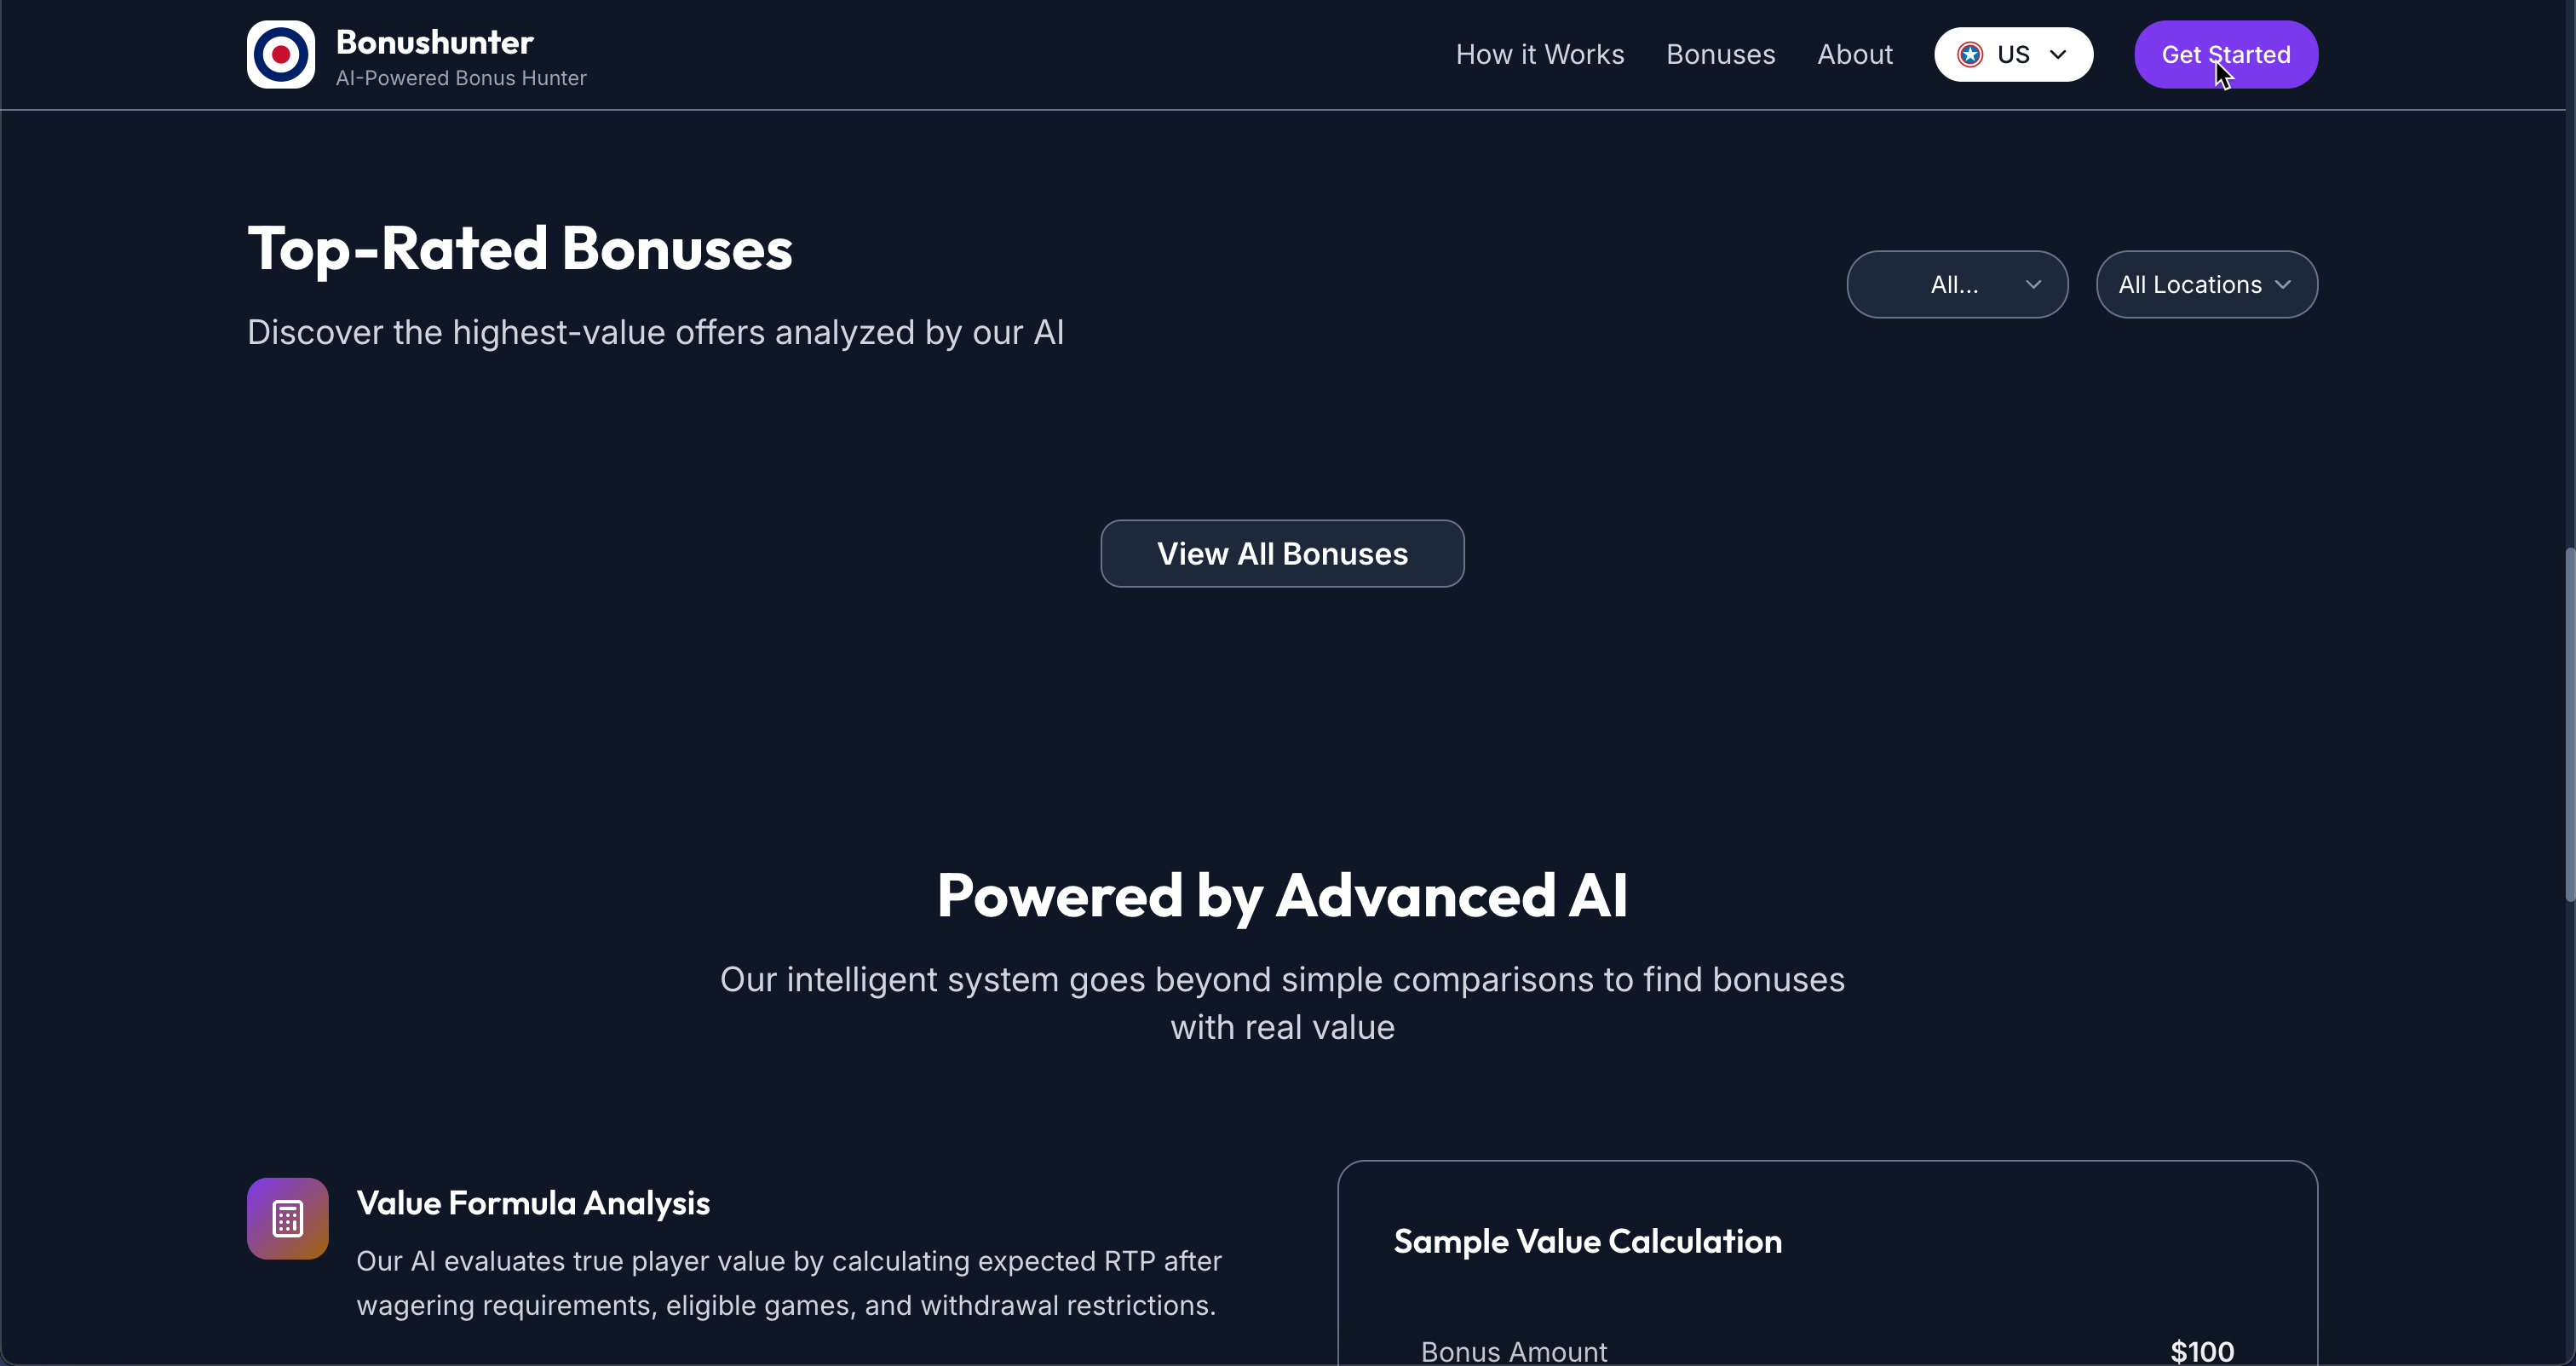 Bonushunter
AI-Powered Bonus Hunter
How it Works
Bonuses
About
US
Get Started
Top-Rated Bonuses
Discover the highest-value offers analyzed by our AI
All...
All Locations
View All Bonuses
Powered by Advanced AI
Our intelligent system goes beyond simple comparisons to find bonuses
with real value
Value Formula Analysis
Our AI evaluates true player value by calculating expected RTP after
wagering requirements, eligible games, and withdrawal restrictions.
Sample Value Calculation
Bonus Amount
$100